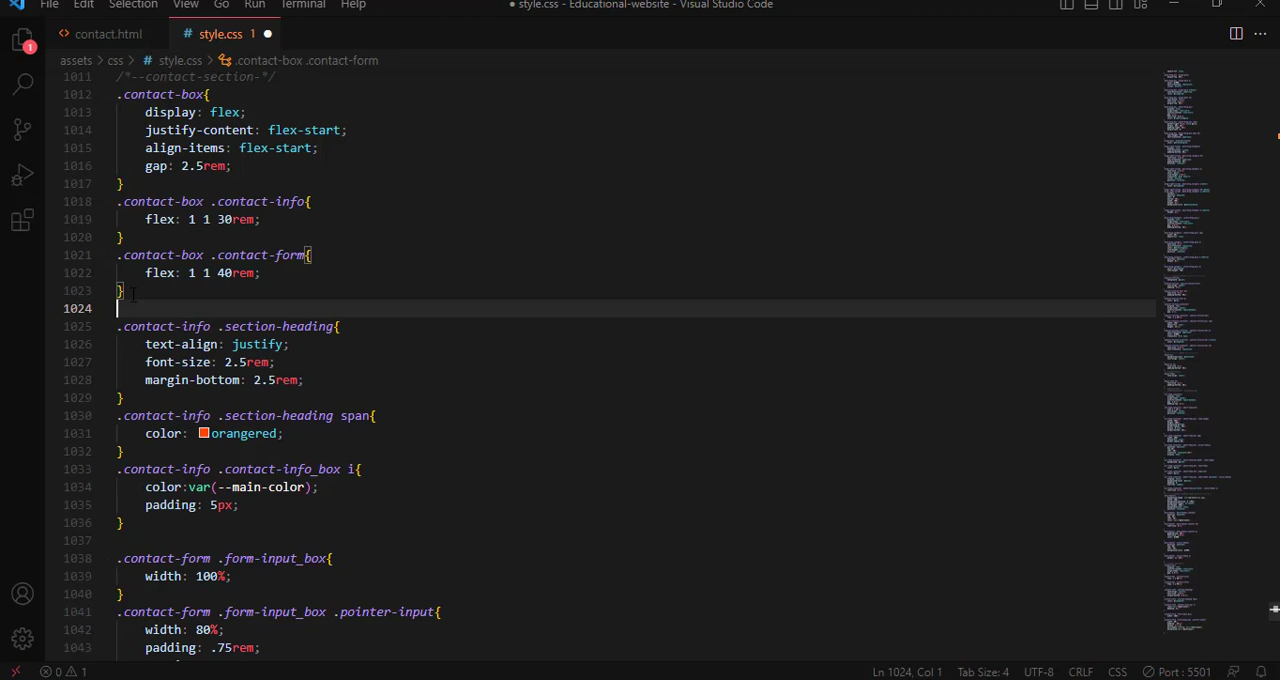 File Edit Selection View Go Run Terminal Help
● style.css - Educational-website - Visual Studio Code
<> contact.html
# style.css 1 ●
assets > css > # style.css > .contact-box .contact-form
1
1011 /*--contact-section-*/
1012 .contact-box{
1013 display: flex;
1014 justify-content: flex-start;
1015 align-items: flex-start;
1016 gap: 2.5rem;
1017 }
1018 .contact-box .contact-info{
1019 flex: 1 1 30rem;
1020 }
1021 .contact-box .contact-form{
1022 flex: 1 1 40rem;
1023 }
1024
1025 .contact-info .section-heading{
1026 text-align: justify;
1027 font-size: 2.5rem;
1028 margin-bottom: 2.5rem;
1029 }
1030 .contact-info .section-heading span{
1031 color: orangered;
1032 }
1033 .contact-info .contact-info_box i{
1034 color:var(--main-color);
1035 padding: 5px;
1036 }
1037
1038 .contact-form .form-input_box{
1039 width: 100%;
1040 }
1041 .contact-form .form-input_box .pointer-input{
1042 width: 80%;
1043 padding: .75rem;
0 1 Ln 1024, Col 1 Tab Size: 4 UTF-8 CRLF CSS Port : 5501